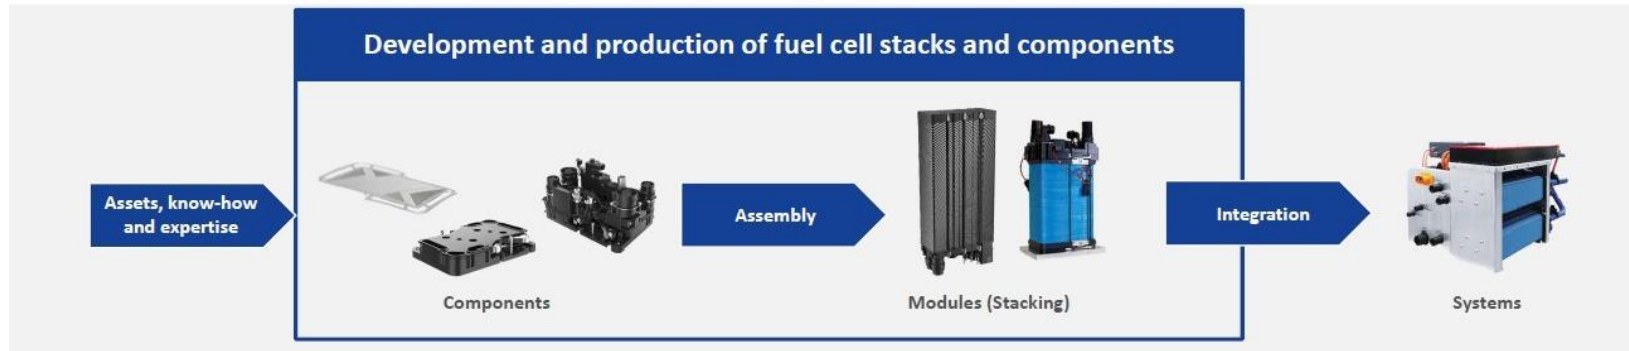 Development and production of fuel cell stacks and components
Assets, know-how
and expertise
Assembly
Integration
Components
Modules (Stacking)
Systems